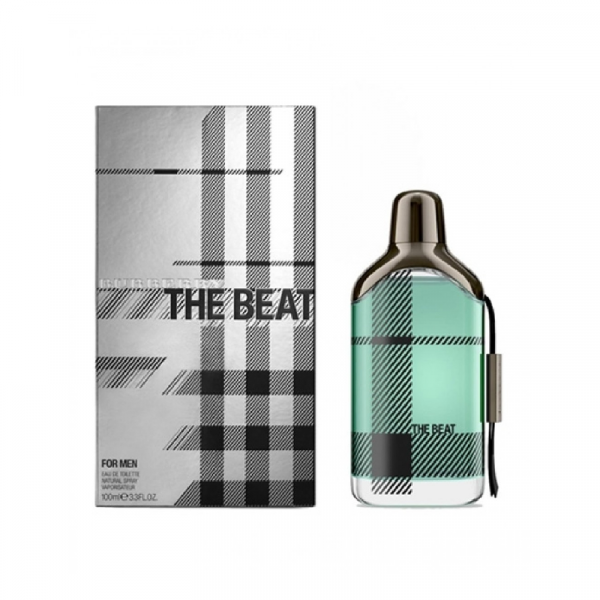 BURBERRY
THE BEAT
FOR MEN
EAU DE TOILETTE
NATURAL SPRAY
VAPORISATEUR
100ml℮3.3FL.OZ.
THE BEAT